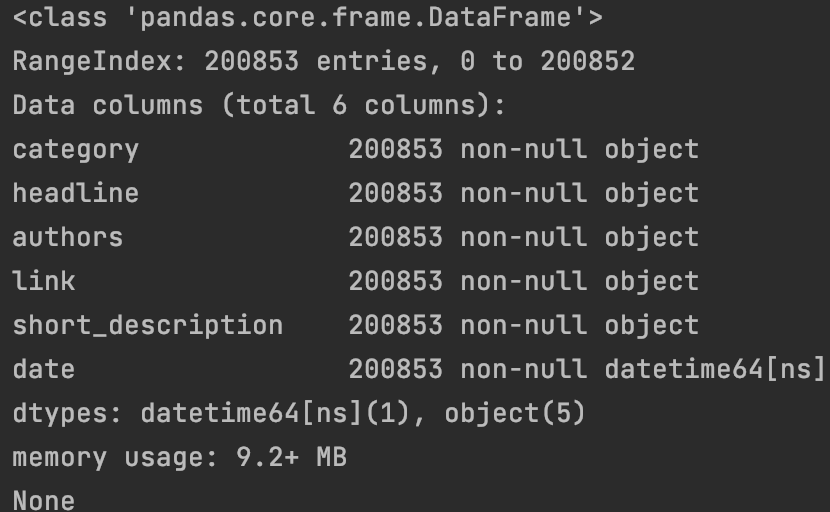 <class 'pandas.core.frame.DataFrame'>
RangeIndex: 200853 entries, 0 to 200852
Data columns (total 6 columns):
category             200853 non-null object
headline             200853 non-null object
authors              200853 non-null object
link                 200853 non-null object
short_description    200853 non-null object
date                 200853 non-null datetime64[ns]
dtypes: datetime64[ns](1), object(5)
memory usage: 9.2+ MB
None